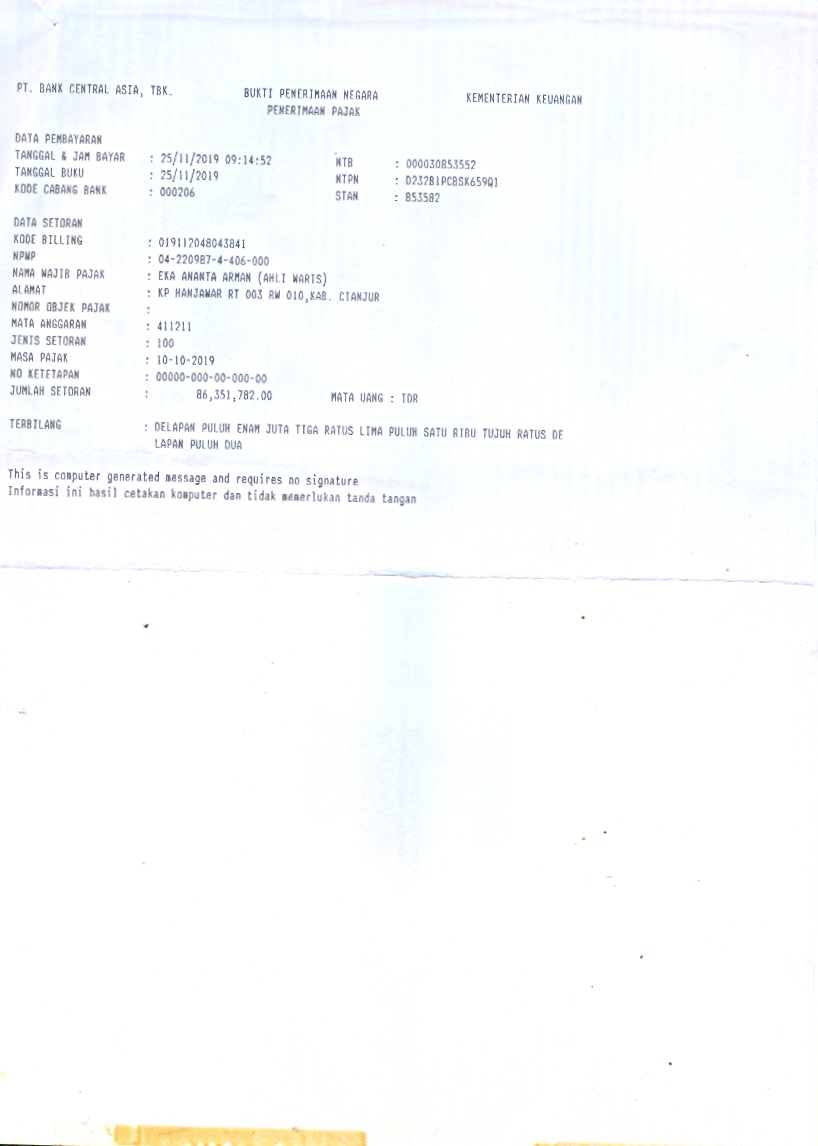 PT. BANK CENTRAL ASIA, TBK. BUKTI PENERIMAAN NEGARA KEMENTERIAN KEUANGAN
PENERIMAAN PAJAK
DATA PEMBAYARAN
TANGGAL & JAM BAYAR : 25/11/2019 09:14:52 NTB : 000030853552
TANGGAL BUKU : 25/11/2019 NTPN : D232B1PCBSK659Q1
KODE CABANG BANK : 000206 STAN : 853582
DATA SETORAN
KODE BILLING : 019112048043841
NPWP : 04-220987-4-406-000
NAMA WAJIB PAJAK : EKA ANANTA ARMAN (AHLI WARIS)
ALAMAT : KP HANJAWAR RT 003 RW 010,KAB. CIANJUR
NOMOR OBJEK PAJAK :
MATA ANGGARAN : 411211
JENIS SETORAN : 100
MASA PAJAK : 10-10-2019
NO KETETAPAN : 00000-000-00-000-00
JUMLAH SETORAN : 86,351,782.00 MATA UANG : IDR
TERBILANG : DELAPAN PULUH ENAM JUTA TIGA RATUS LIMA PULUH SATU RIBU TUJUH RATUS DE
LAPAN PULUH DUA
This is computer generated message and requires no signature
Informasi ini hasil cetakan komputer dan tidak memerlukan tanda tangan